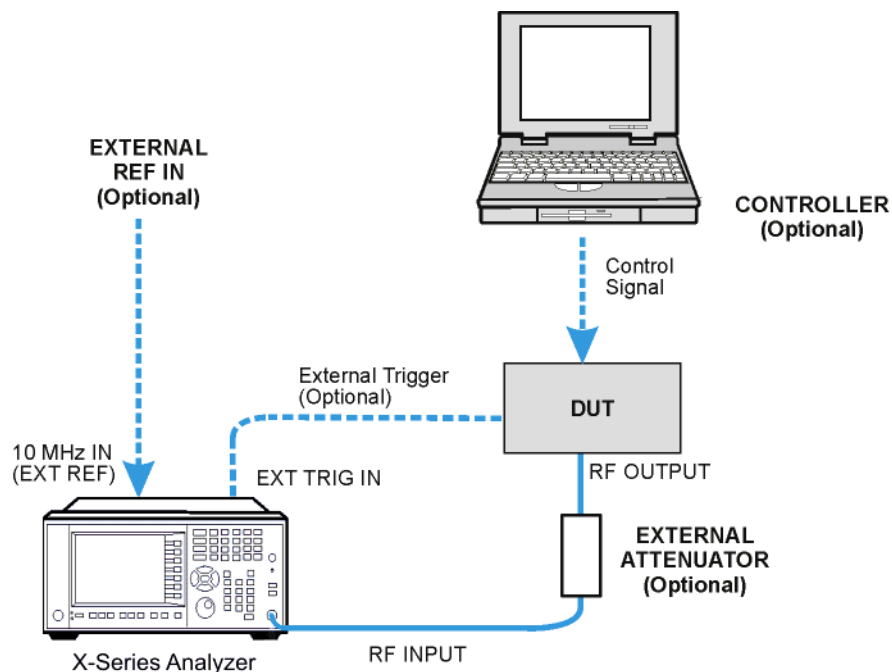 EXTERNAL
REF IN
(Optional)
CONTROLLER
(Optional)
Control
Signal
External Trigger
(Optional)
DUT
10 MHz IN
(EXT REF)
EXT TRIG IN
RF OUTPUT
EXTERNAL
ATTENUATOR
(Optional)
RF INPUT
X-Series Analyzer